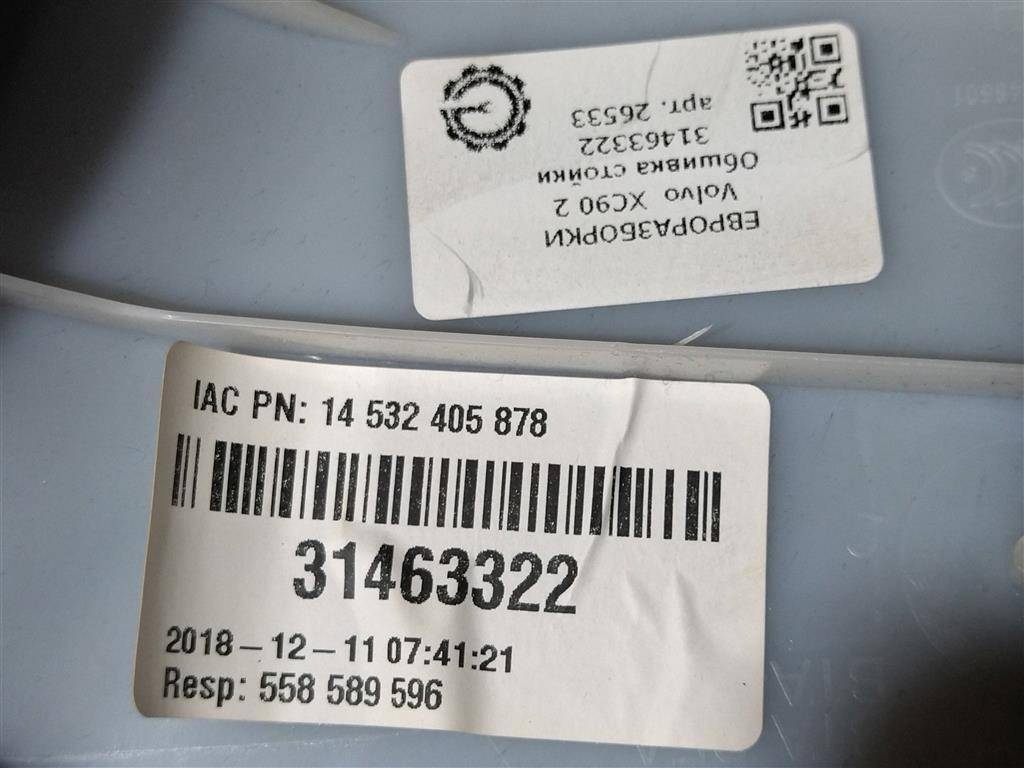 ЕВРОРАЗБОРКИ
Volvo XC90 2
Обшивка стойки
31463322
арт. 26533
IAC PN: 14 532 405 878
31463322
2018-12-11 07:41:21
Resp: 558 589 596